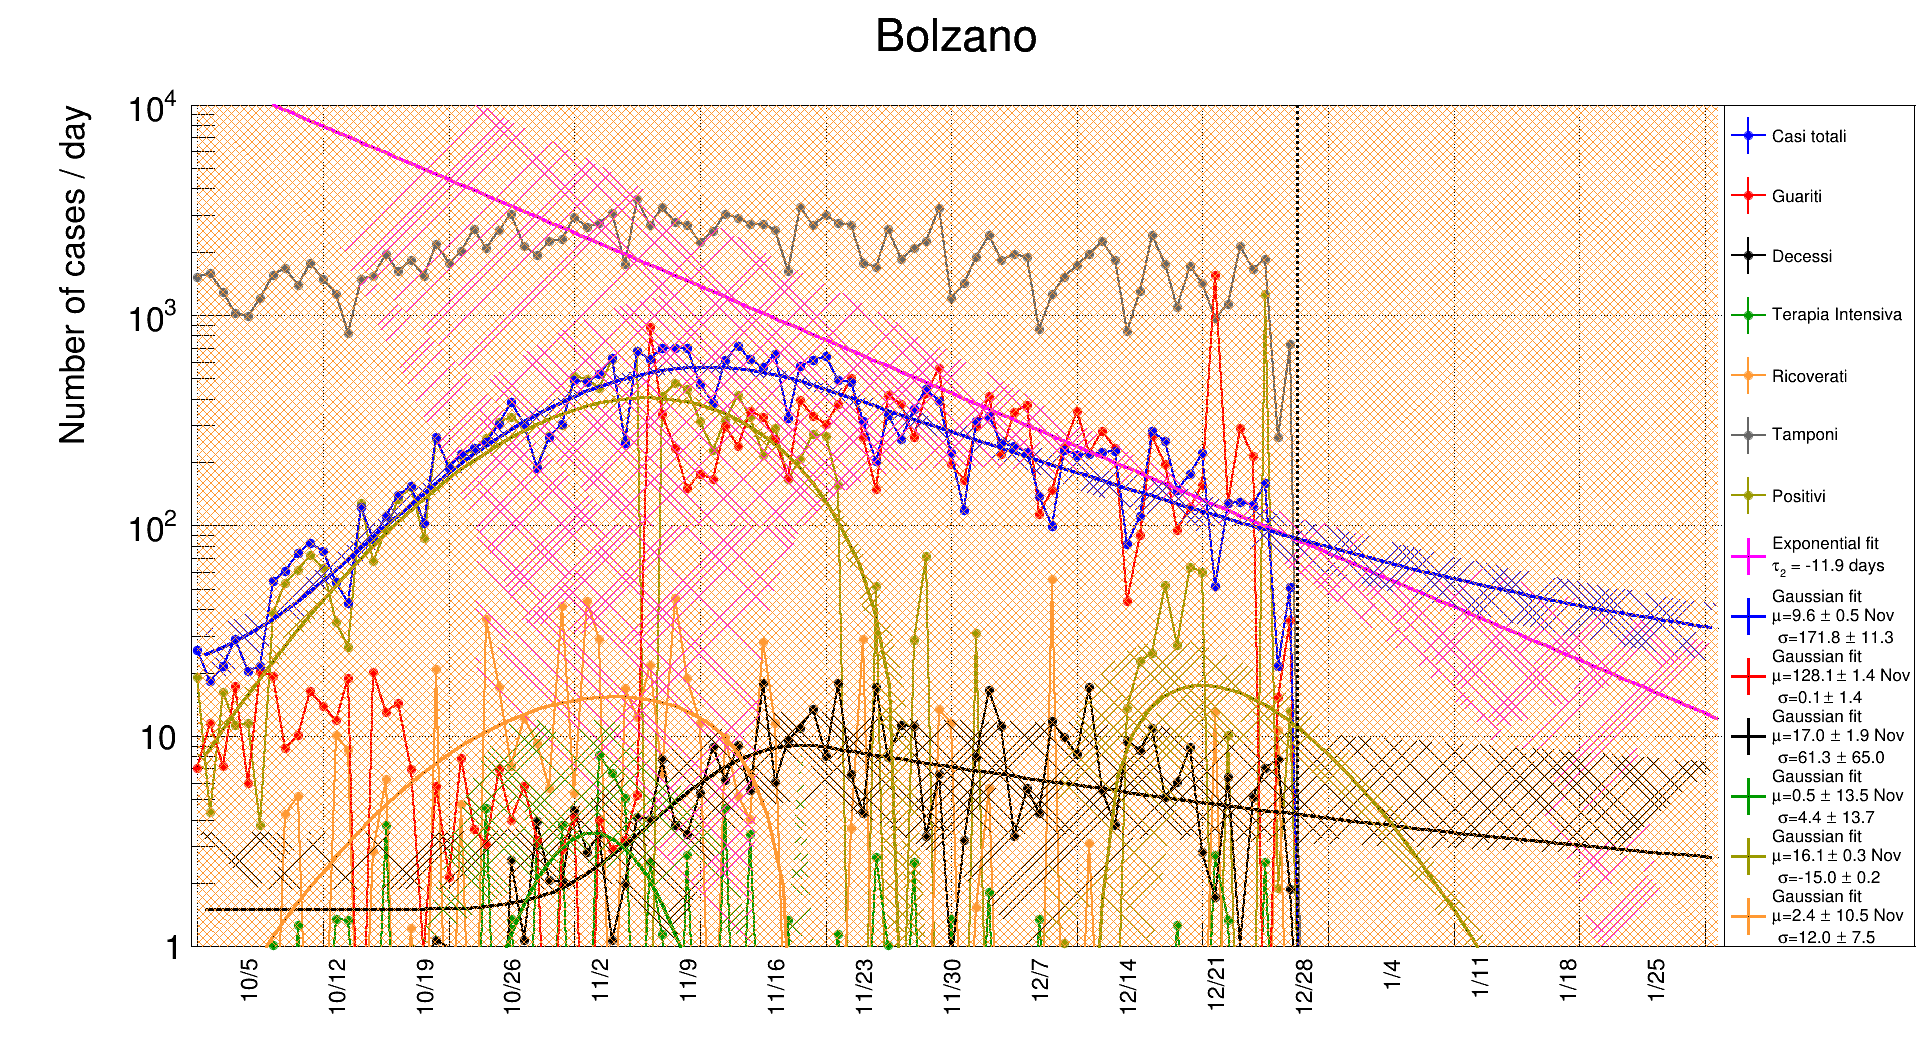 Bolzano
Number of cases / day
10⁴
10³
10²
10
1
10/5
10/12
10/19
10/26
11/2
11/9
11/16
11/23
11/30
12/7
12/14
12/21
12/28
1/4
1/11
1/18
1/25
Casi totali
Guariti
Decessi
Terapia Intensiva
Ricoverati
Tamponi
Positivi
Exponential fit
τ₂ = -11.9 days
Gaussian fit
μ=9.6 ± 0.5 Nov
σ=171.8 ± 11.3
Gaussian fit
μ=128.1 ± 1.4 Nov
σ=0.1 ± 1.4
Gaussian fit
μ=17.0 ± 1.9 Nov
σ=61.3 ± 65.0
Gaussian fit
μ=0.5 ± 13.5 Nov
σ=4.4 ± 13.7
Gaussian fit
μ=16.1 ± 0.3 Nov
σ=-15.0 ± 0.2
Gaussian fit
μ=2.4 ± 10.5 Nov
σ=12.0 ± 7.5